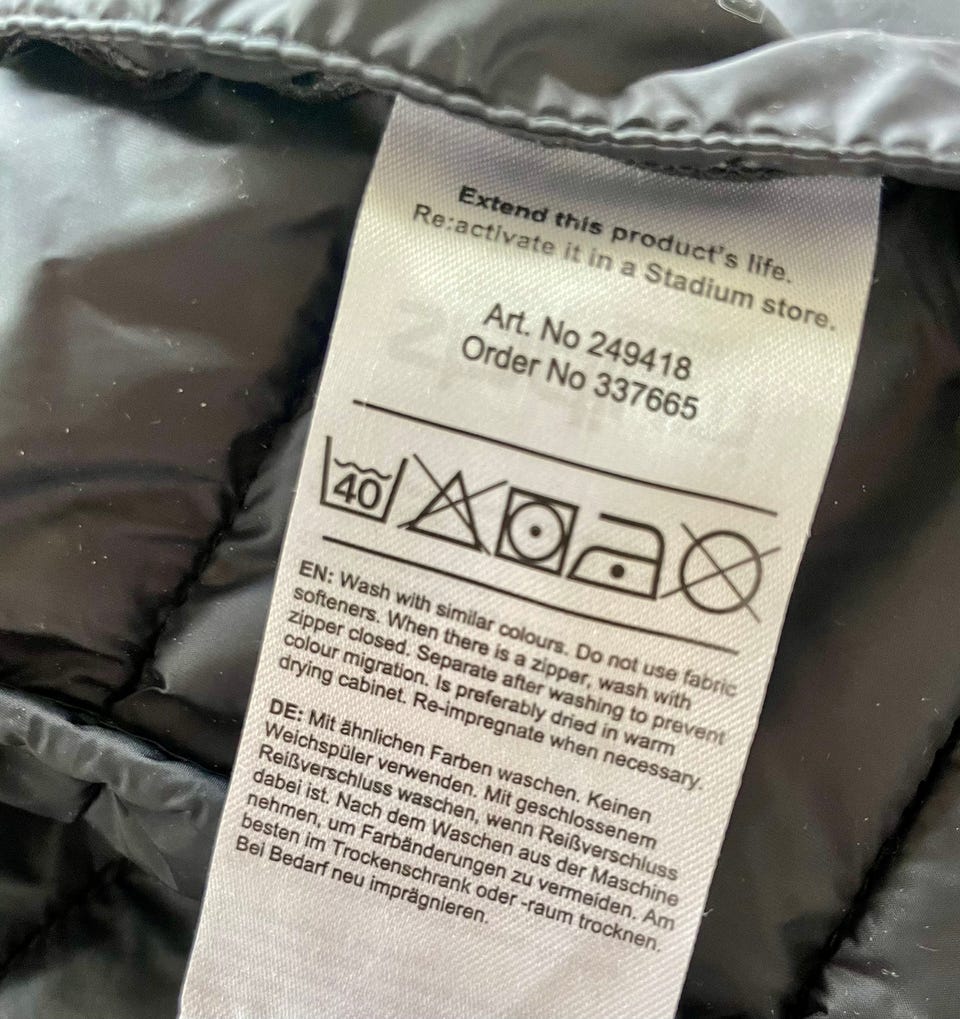 Extend this product's life.
Re:activate it in a Stadium store.
Art. No 249418
Order No 337665
40
EN: Wash with similar colours. Do not use fabric
softeners. When there is a zipper, wash with
zipper closed. Separate after washing to prevent
colour migration. Is preferably dried in warm
drying cabinet. Re-impregnate when necessary.
DE: Mit ähnlichen Farben waschen. Keinen
Weichspüler verwenden. Mit geschlossenem
Reißverschluss waschen, wenn Reißverschluss
dabei ist. Nach dem Waschen aus der Maschine
nehmen, um Farbänderungen zu vermeiden. Am
besten im Trockenschrank oder -raum trocknen.
Bei Bedarf neu imprägnieren.